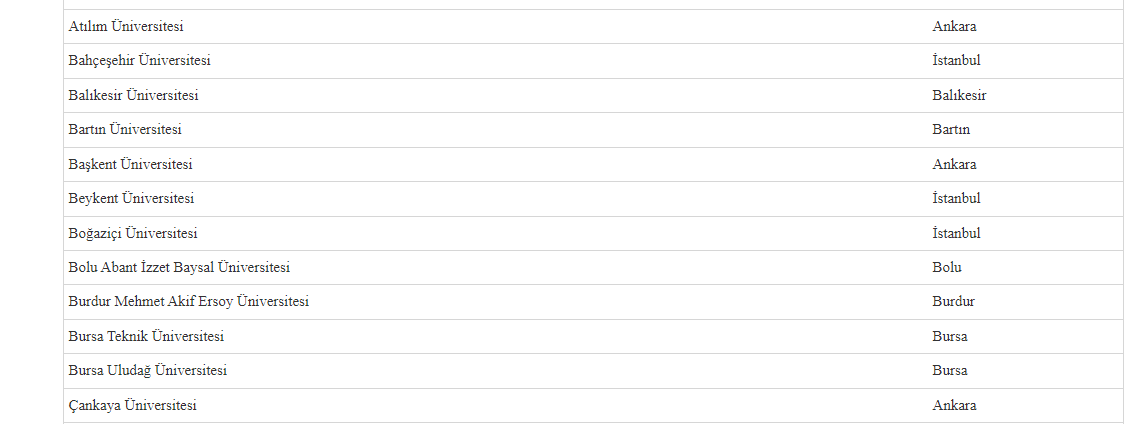 Atılım Üniversitesi Ankara
Bahçeşehir Üniversitesi İstanbul
Balıkesir Üniversitesi Balıkesir
Bartın Üniversitesi Bartın
Başkent Üniversitesi Ankara
Beykent Üniversitesi İstanbul
Boğaziçi Üniversitesi İstanbul
Bolu Abant İzzet Baysal Üniversitesi Bolu
Burdur Mehmet Akif Ersoy Üniversitesi Burdur
Bursa Teknik Üniversitesi Bursa
Bursa Uludağ Üniversitesi Bursa
Çankaya Üniversitesi Ankara